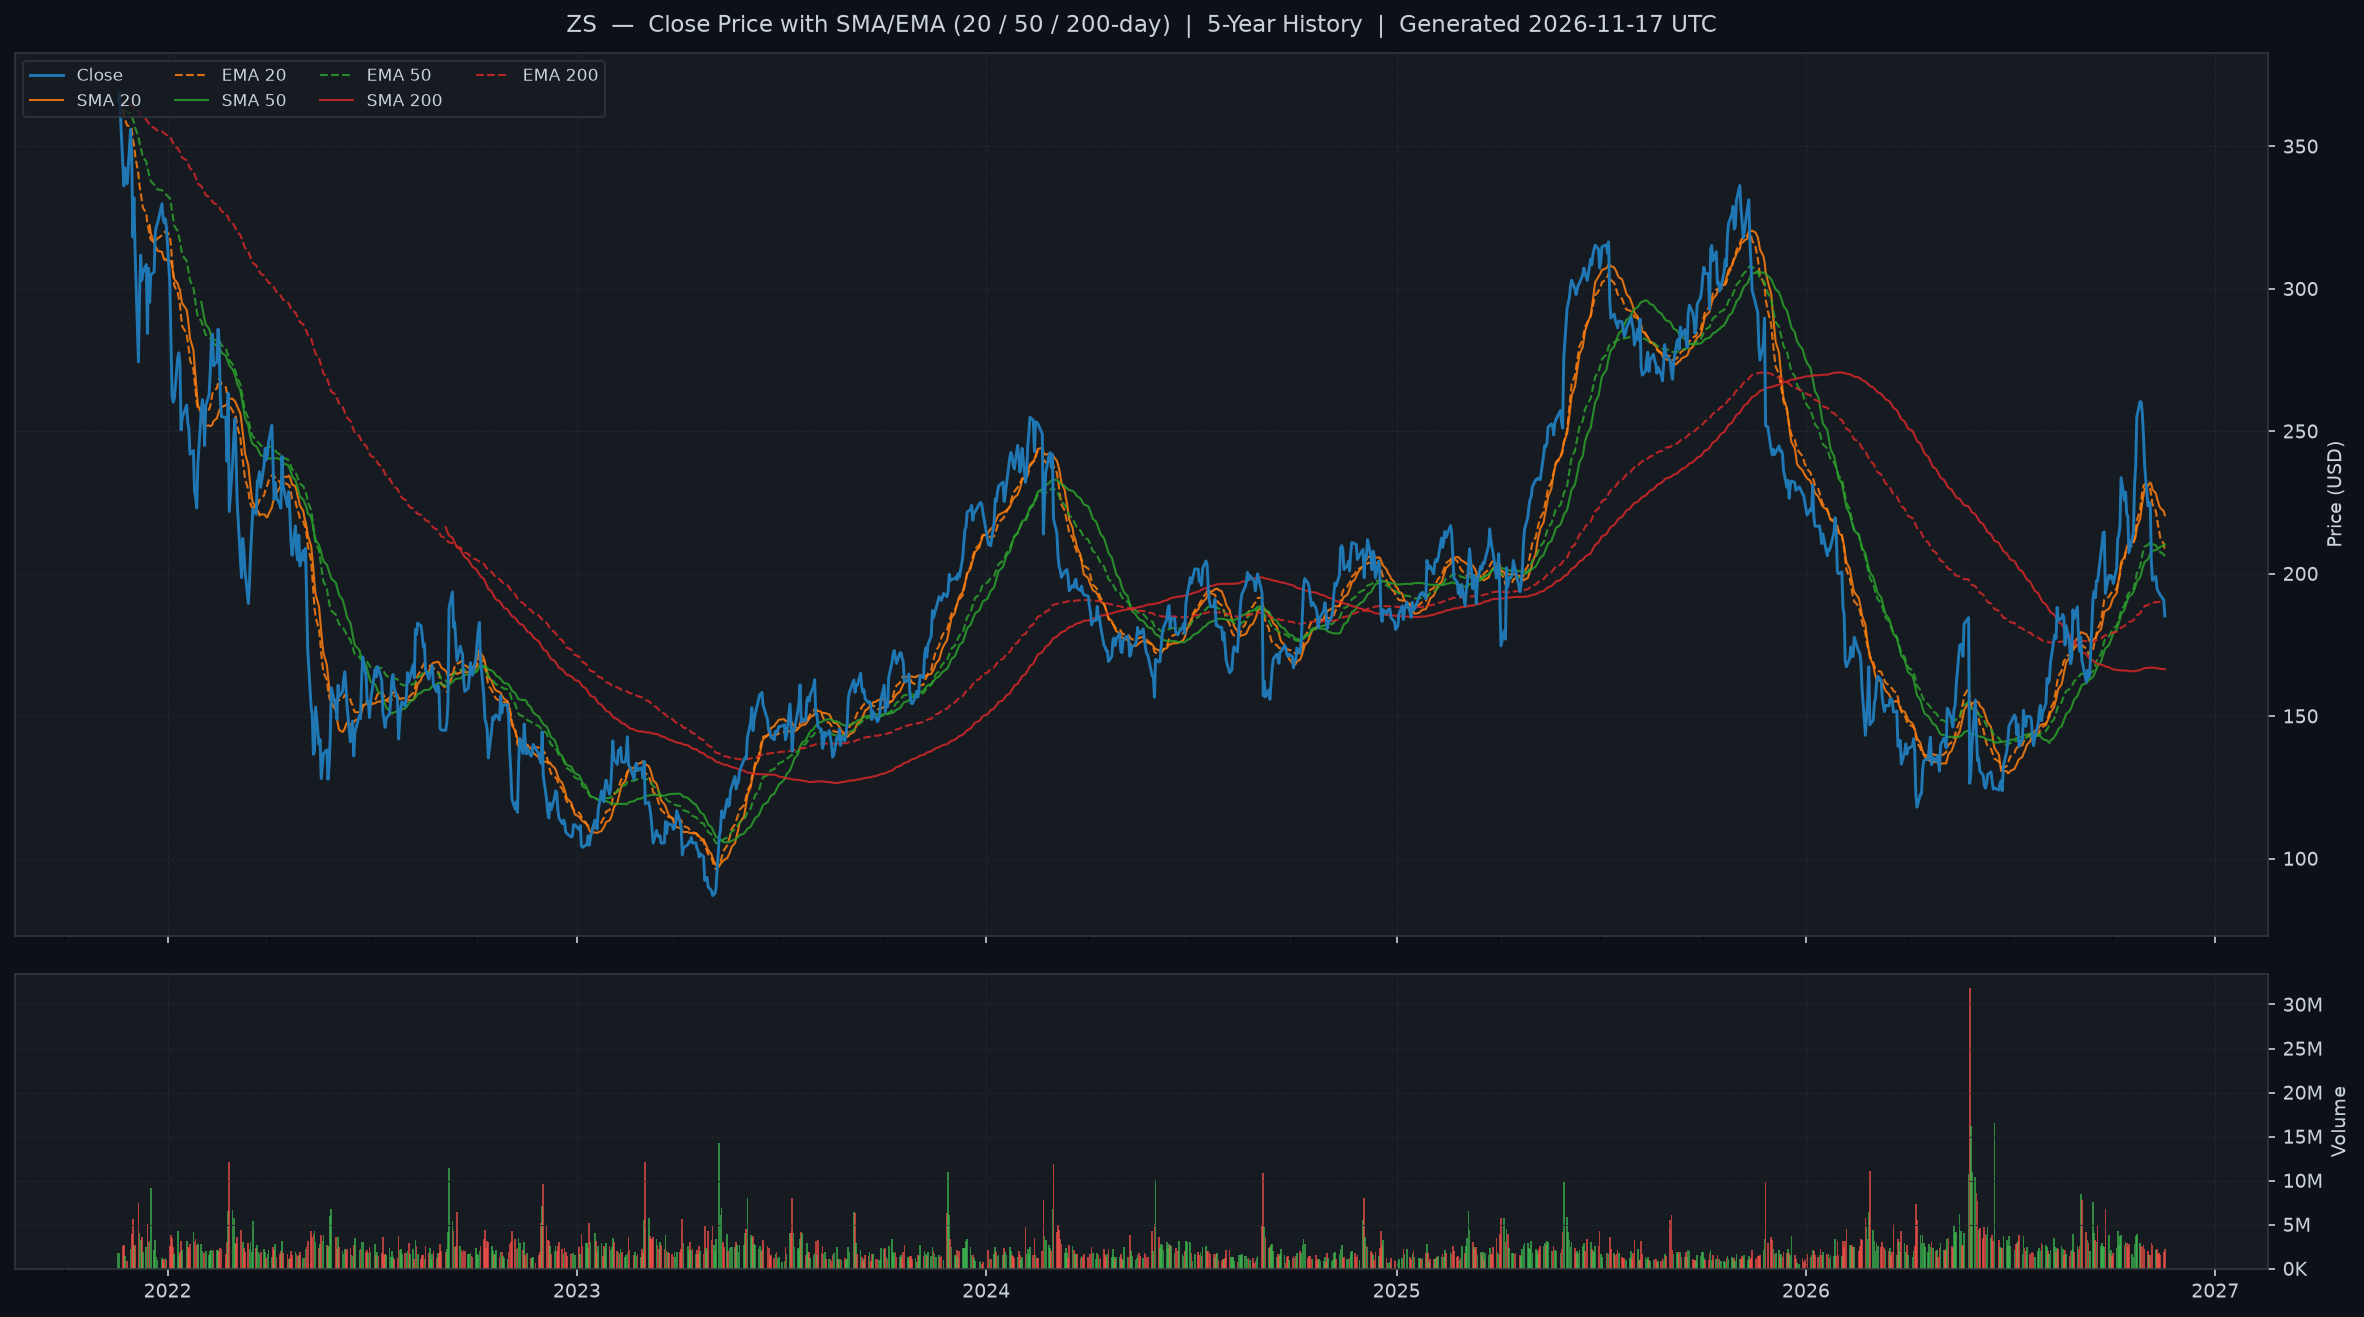 ZS — Close Price with SMA/EMA (20 / 50 / 200-day) | 5-Year History | Generated 2026-11-17 UTC
Close EMA 20 EMA 50 EMA 200
SMA 20 SMA 50 SMA 200
350
300
250
200
150
100
Price (USD)
30M
25M
20M
15M
10M
5M
0K
Volume
2022 2023 2024 2025 2026 2027